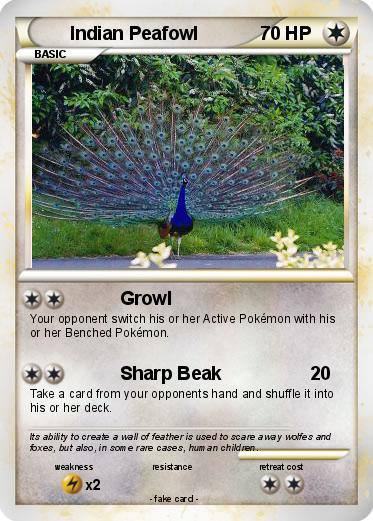 Indian Peafowl 70 HP
BASIC
Growl
Your opponent switch his or her Active Pokémon with his
or her Benched Pokémon.
Sharp Beak 20
Take a card from your opponents hand and shuffle it into
his or her deck.
Its ability to create a wall of feather is used to scare away wolfes and
foxes, but also, in some rare cases, human children.
weakness resistance retreat cost
x2
- fake card -